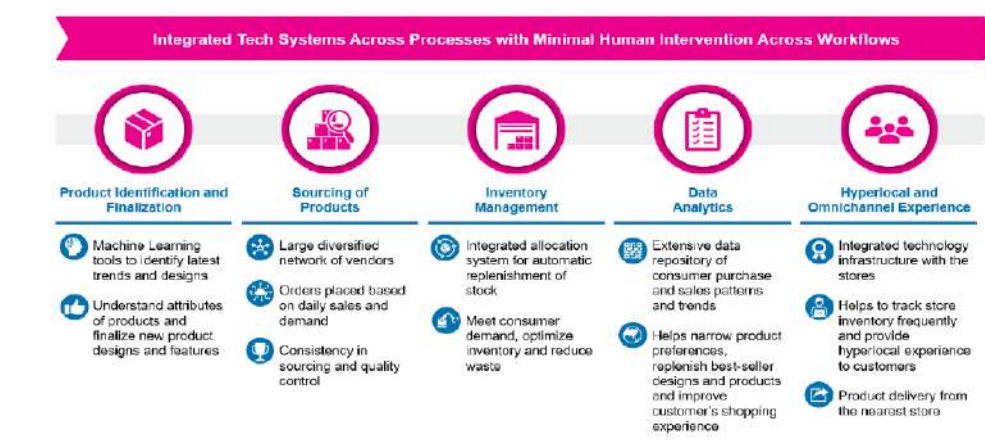 Integrated Tech Systems Across Processes with Minimal Human Intervention Across Workflows
Product Identification and
Finalization
Machine Learning
tools to identify latest
trends and designs
Understand attributes
of products and
finalize new product
designs and features
Sourcing of
Products
Large diversified
network of vendors
Orders placed based
on daily sales and
demand
Consistency in
sourcing and quality
control
Inventory
Management
Integrated allocation
system for automatic
replenishment of
stock
Meet consumer
demand, optimize
inventory and reduce
waste
Data
Analytics
Extensive data
repository of
consumer purchase
and sales patterns
and trends
Helps narrow product
preferences,
replenish best-seller
designs and products
and improve
customer's shopping
experience
Hyperlocal and
Omnichannel Experience
Integrated technology
infrastructure with the
stores
Helps to track store
inventory frequently
and provide
hyperlocal experience
to customers
Product delivery from
the nearest store